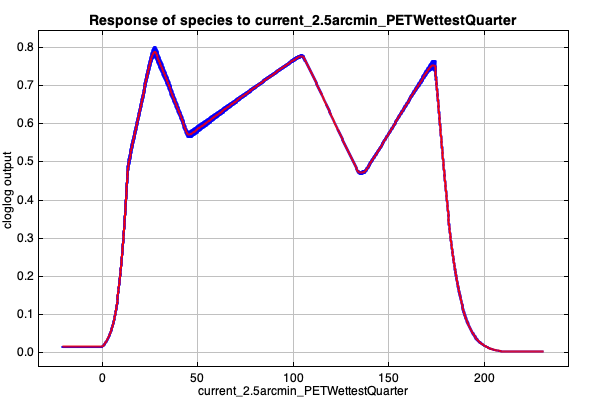 Response of species to current_2.5arcmin_PETWettestQuarter
cloglog output
0.8
0.7
0.6
0.5
0.4
0.3
0.2
0.1
0.0
0 50 100 150 200
current_2.5arcmin_PETWettestQuarter